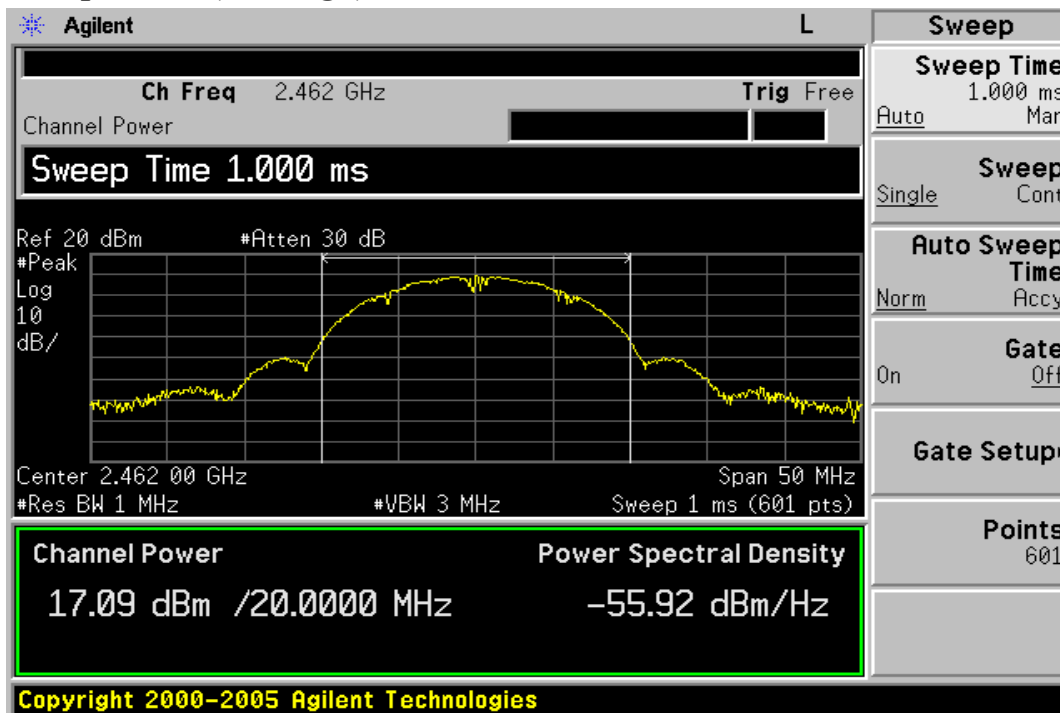 Agilent L
Ch Freq 2.462 GHz Trig Free
Channel Power
Sweep Time 1.000 ms
Ref 20 dBm #Atten 30 dB
#Peak
Log
10
dB/
Center 2.462 00 GHz Span 50 MHz
#Res BW 1 MHz #VBW 3 MHz Sweep 1 ms (601 pts)
Channel Power Power Spectral Density
17.09 dBm /20.0000 MHz -55.92 dBm/Hz
Copyright 2000-2005 Agilent Technologies
Sweep
Sweep Time
1.000 ms
Auto Man
Sweep
Single Cont
Auto Sweep
Time
Norm Accy
Gate
On Off
Gate Setup
Points
601